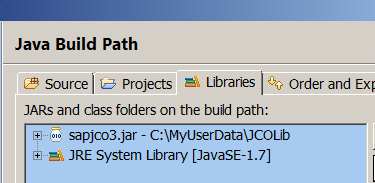 Java Build Path
Source Projects Libraries Order and Exp
JARs and class folders on the build path:
sapjco3.jar - C:\MyUserData\JCOLib
JRE System Library [JavaSE-1.7]